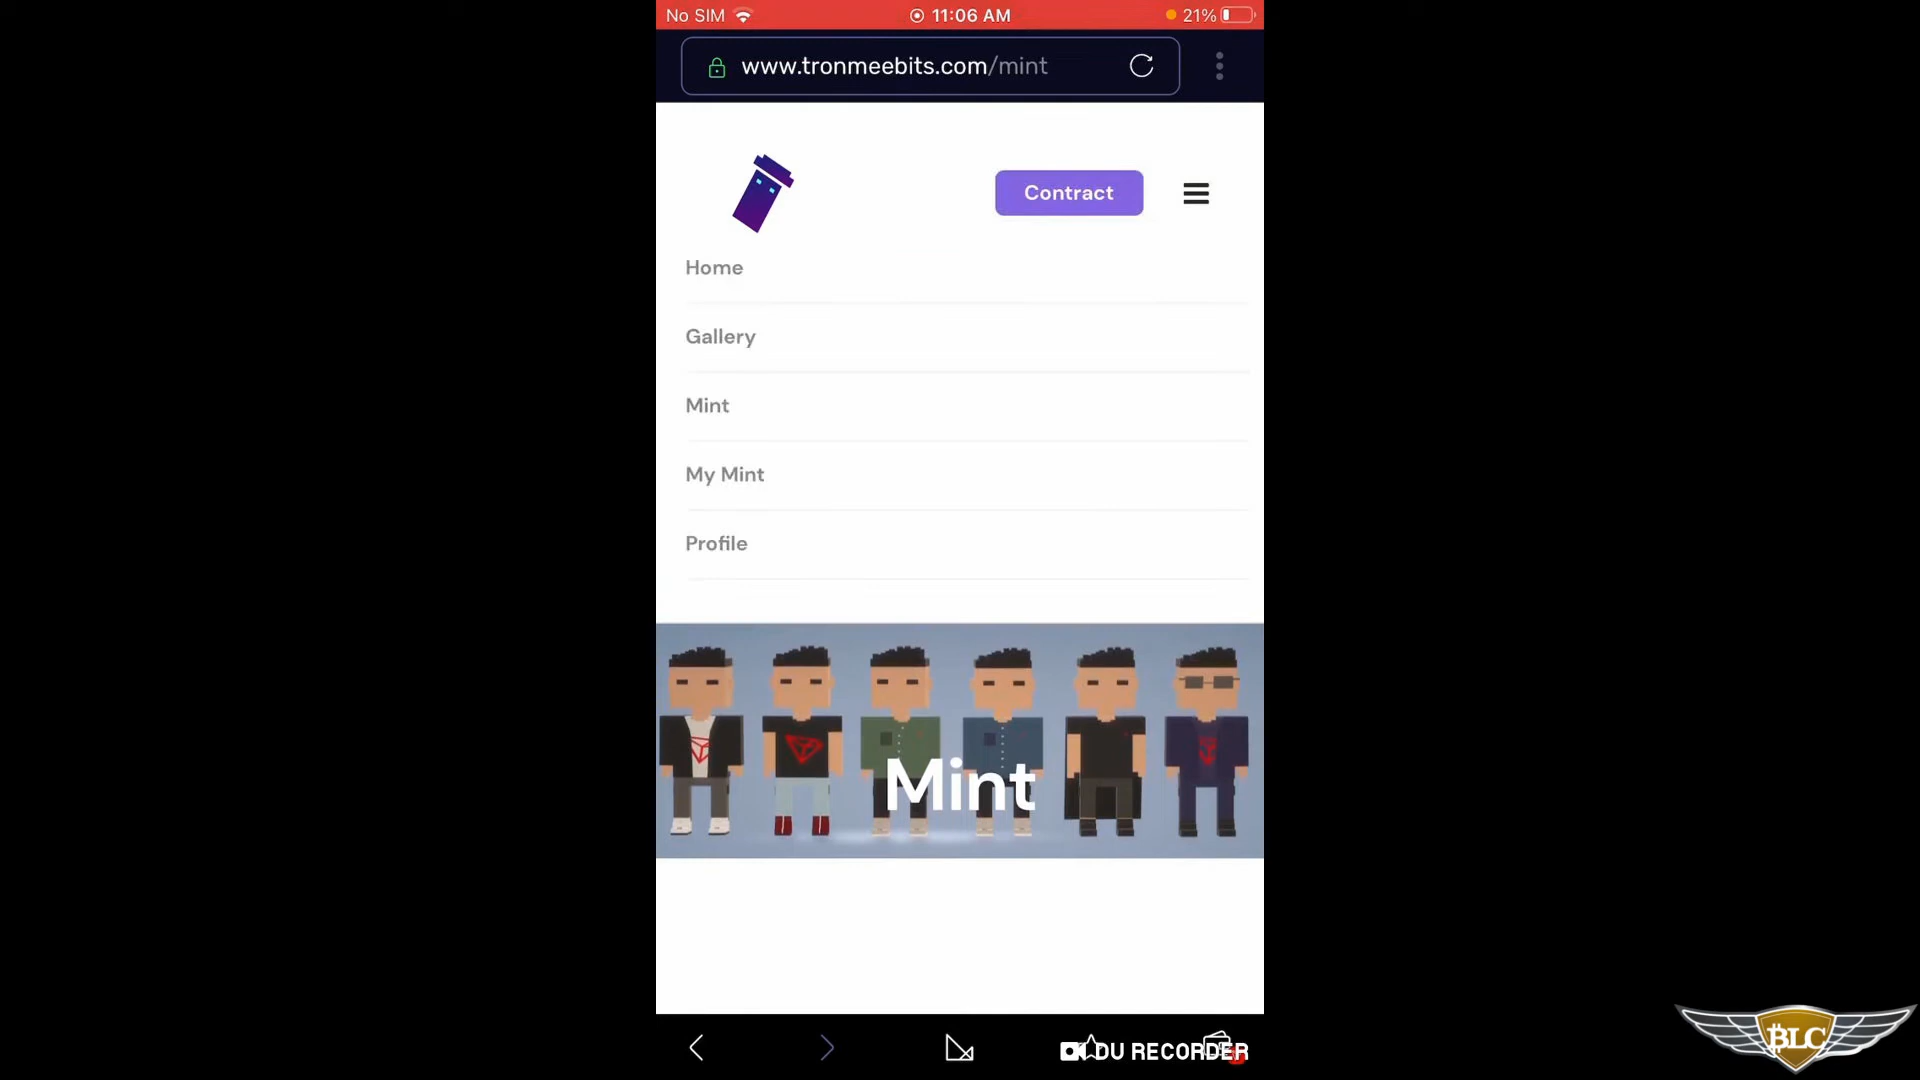 No SIM 11:06 AM 21%
www.tronmeebits.com/mint
Contract
Home
Gallery
Mint
My Mint
Profile
Mint
DU RECORDER
BLC